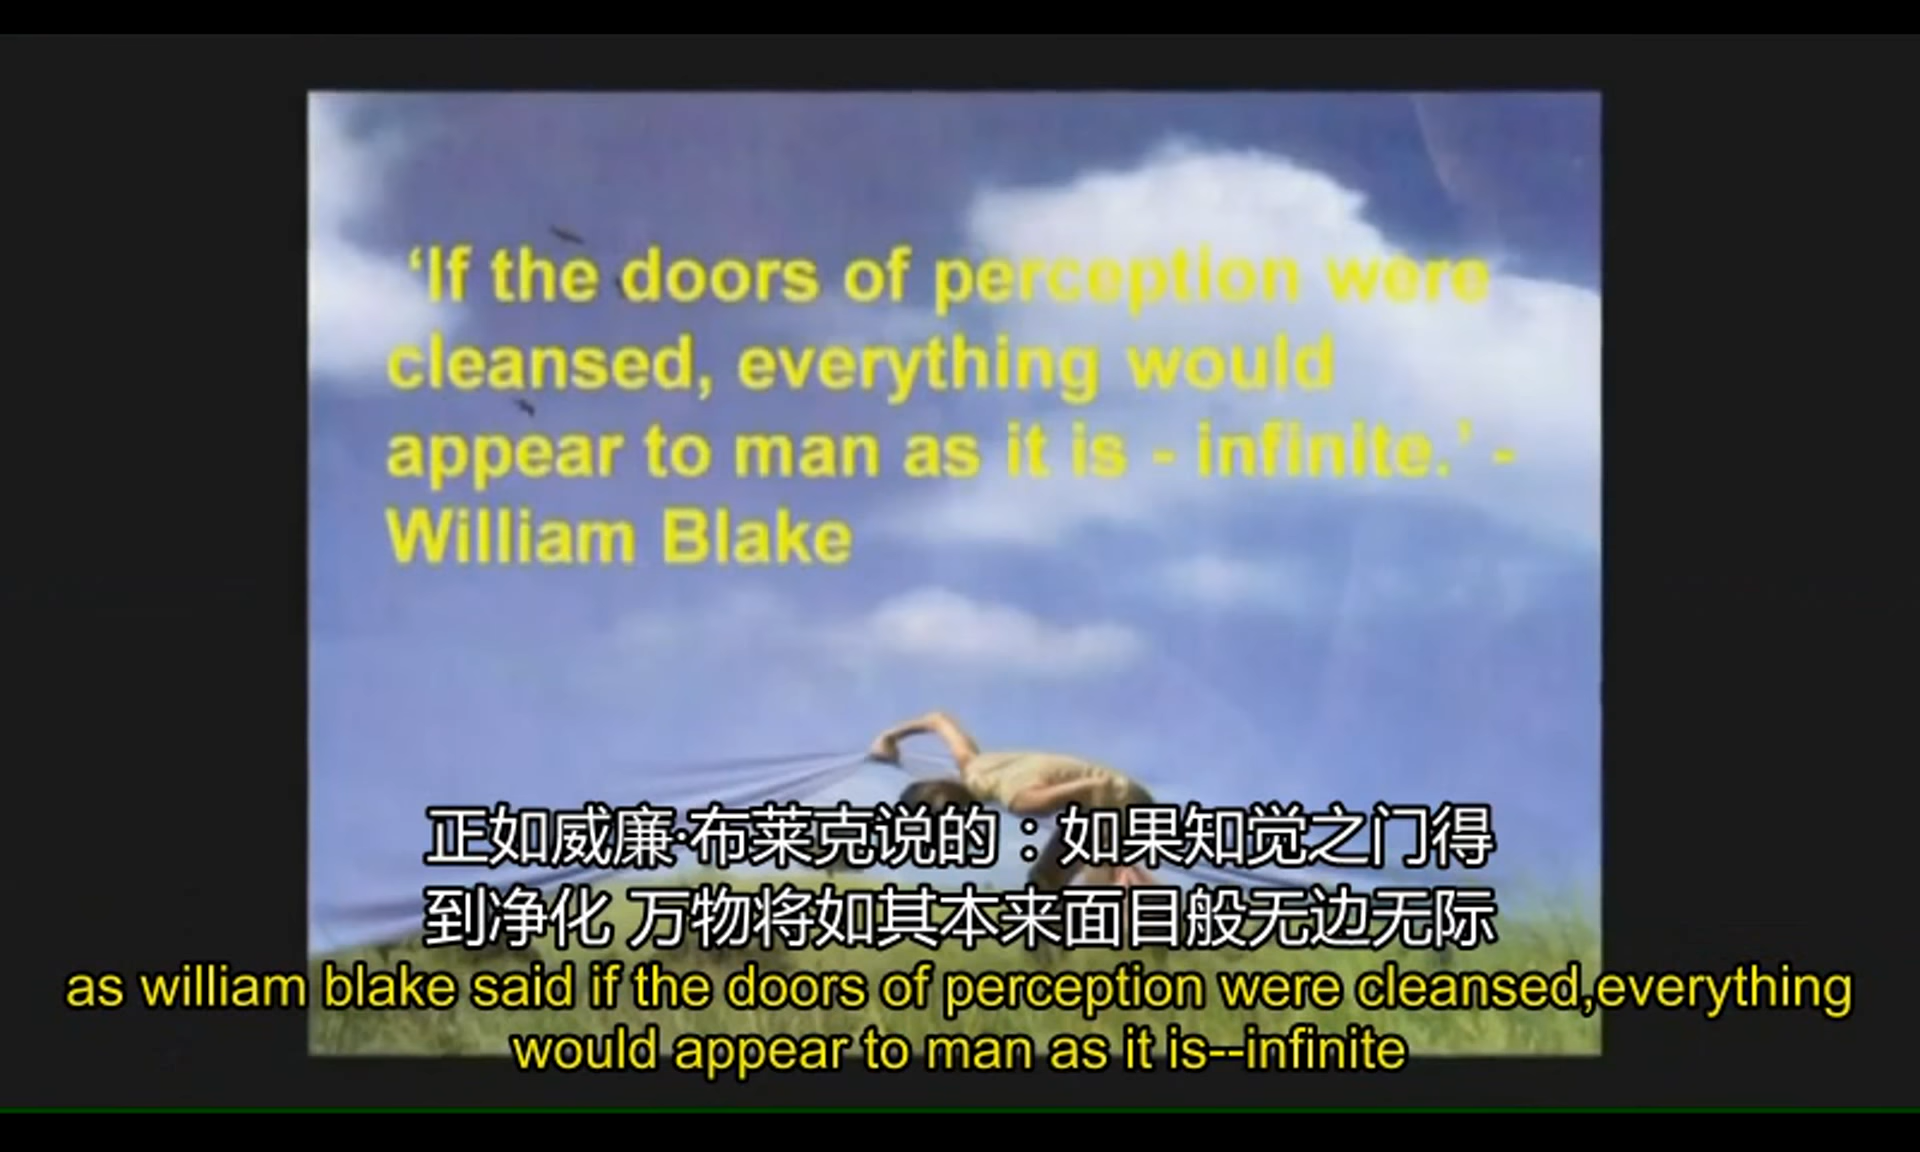 ‘If the doors of perception were
cleansed, everything would
appear to man as it is - infinite.’ -
William Blake
正如威廉·布莱克说的：如果知觉之门得
到净化 万物将如其本来面目般无边无际
as william blake said if the doors of perception were cleansed,everything
would appear to man as it is--infinite